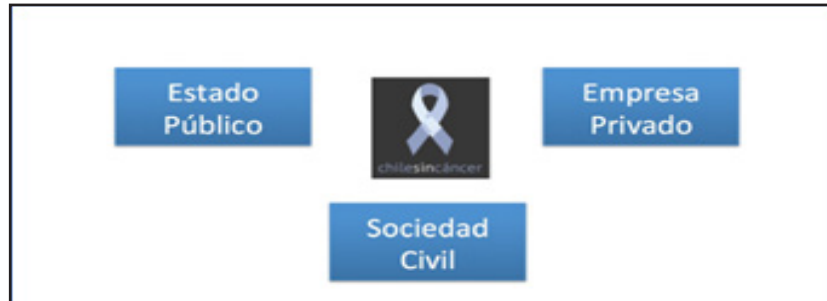 Estado
Público
chilesincáncer
Empresa
Privado
Sociedad
Civil